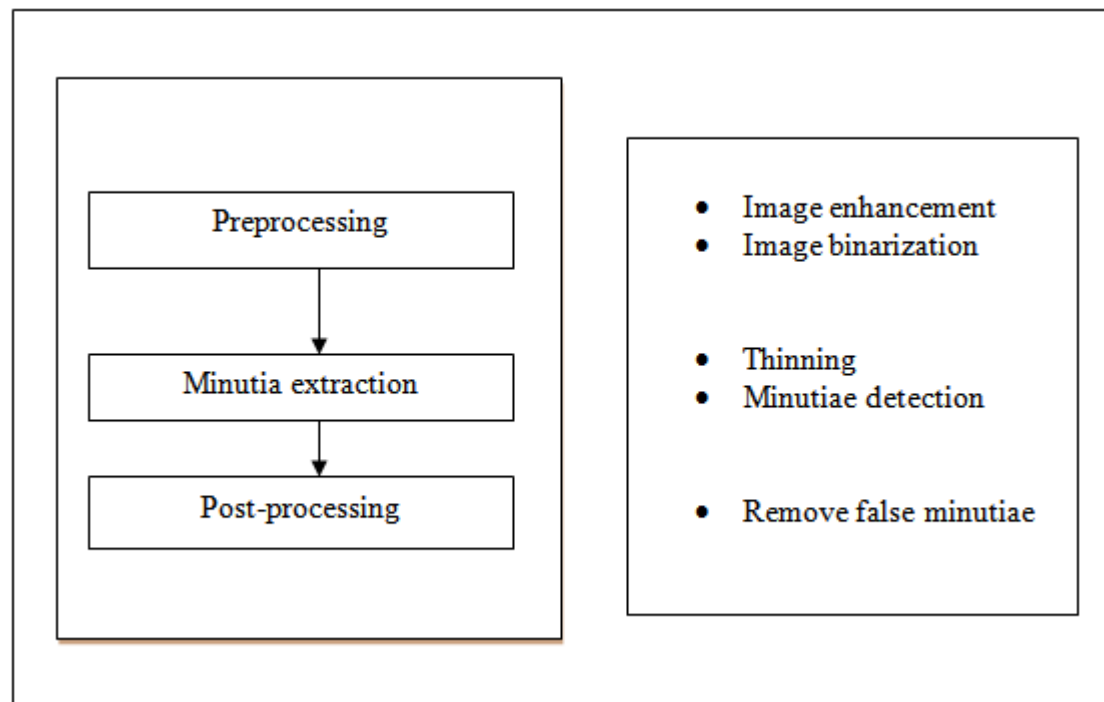 Preprocessing
Minutia extraction
Post-processing
• Image enhancement
• Image binarization
• Thinning
• Minutiae detection
• Remove false minutiae